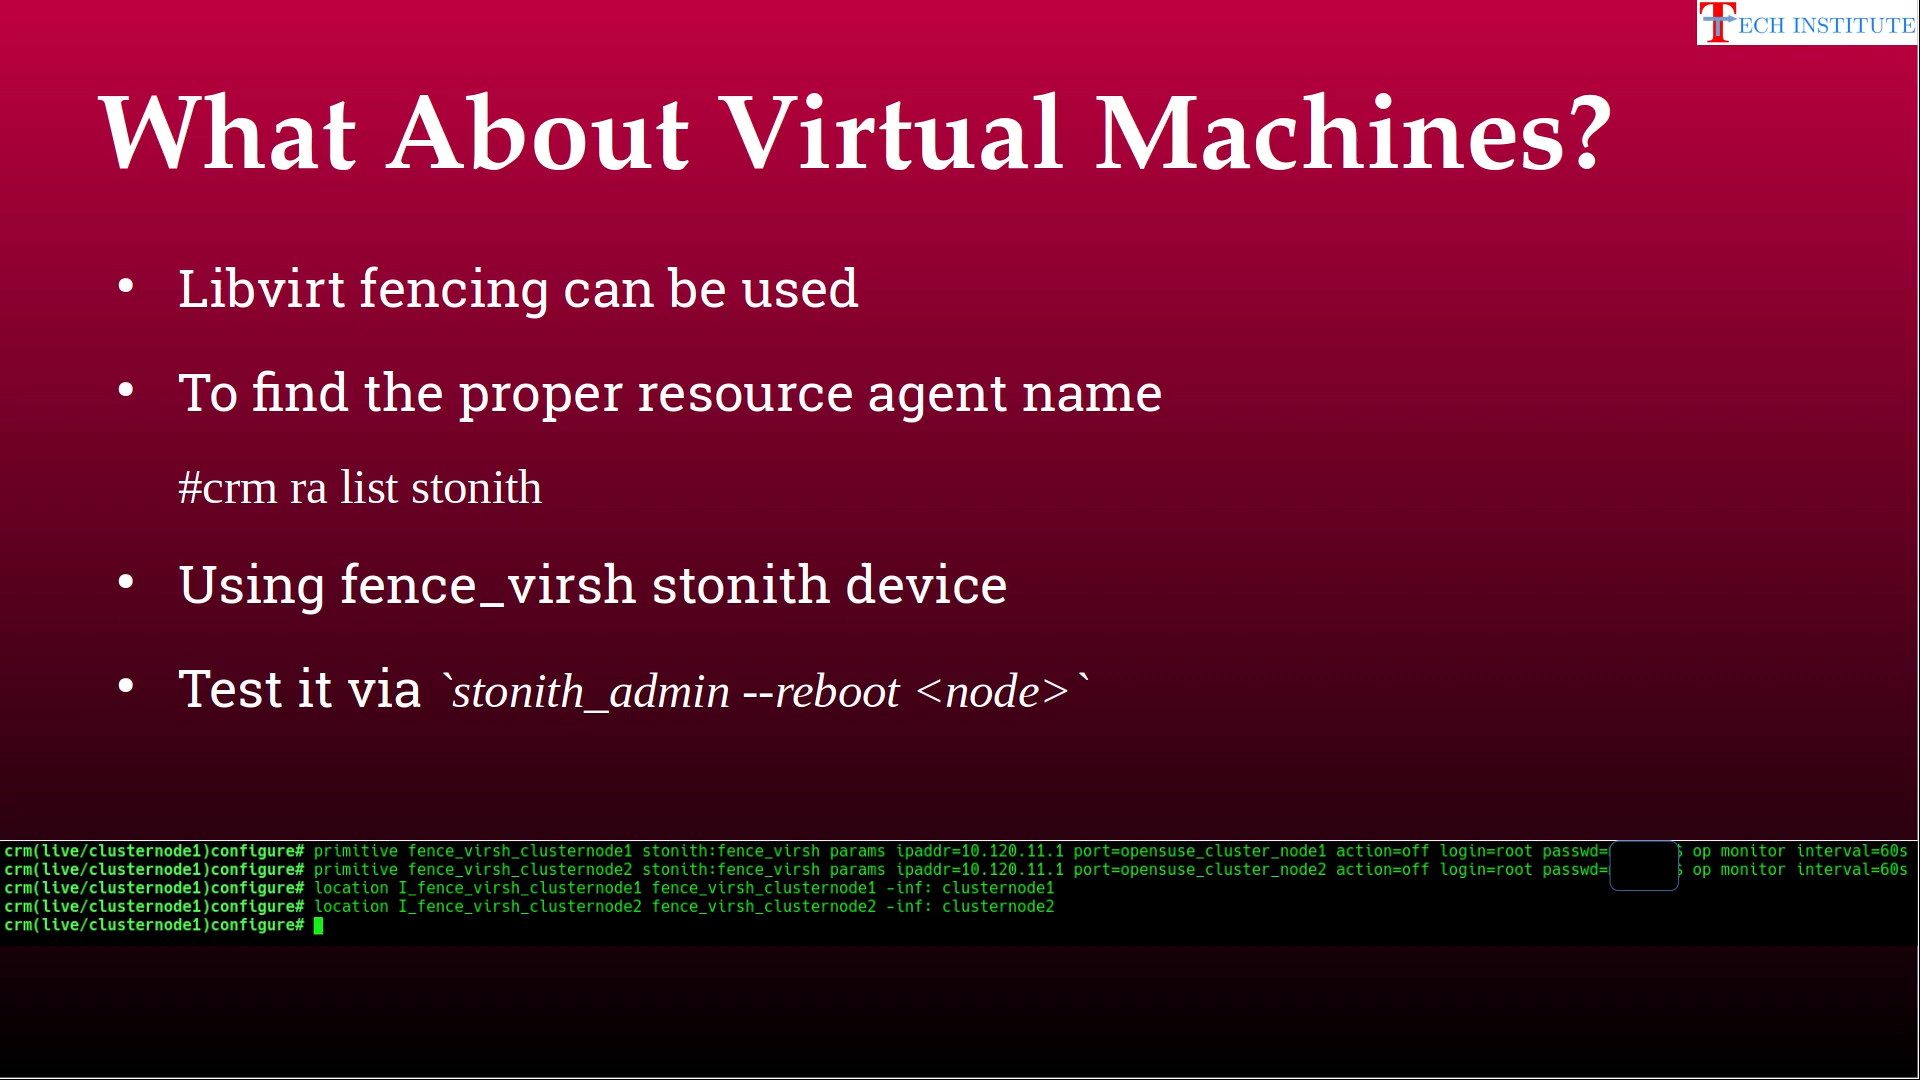 TECH INSTITUTE
What About Virtual Machines?
• Libvirt fencing can be used
• To find the proper resource agent name
#crm ra list stonith
• Using fence_virsh stonith device
• Test it via `stonith_admin --reboot <node>`
crm(live/clusternode1)configure# primitive fence_virsh_clusternode1 stonith:fence_virsh params ipaddr=10.120.11.1 port=opensuse_cluster_node1 action=off login=root passwd= op monitor interval=60s
crm(live/clusternode1)configure# primitive fence_virsh_clusternode2 stonith:fence_virsh params ipaddr=10.120.11.1 port=opensuse_cluster_node2 action=off login=root passwd= op monitor interval=60s
crm(live/clusternode1)configure# location I_fence_virsh_clusternode1 fence_virsh_clusternode1 -inf: clusternode1
crm(live/clusternode1)configure# location I_fence_virsh_clusternode2 fence_virsh_clusternode2 -inf: clusternode2
crm(live/clusternode1)configure#